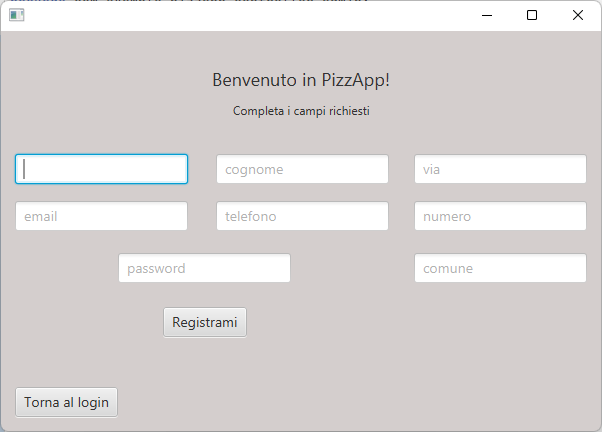 Benvenuto in PizzApp!
Completa i campi richiesti
cognome
via
email
telefono
numero
password
comune
Registrami
Torna al login